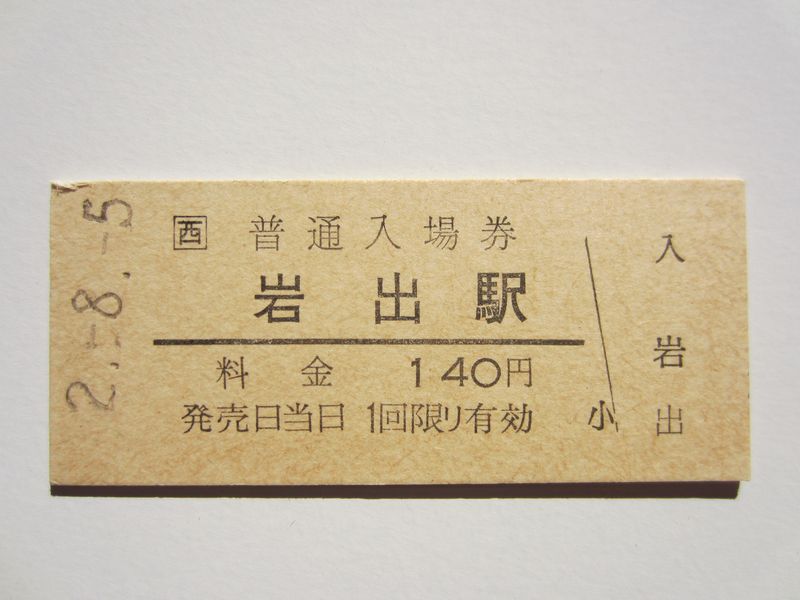 2.-8.-5
西 普通入場券
岩出駅
料金 140円
発売日当日 1回限り有効
小
入
岩出